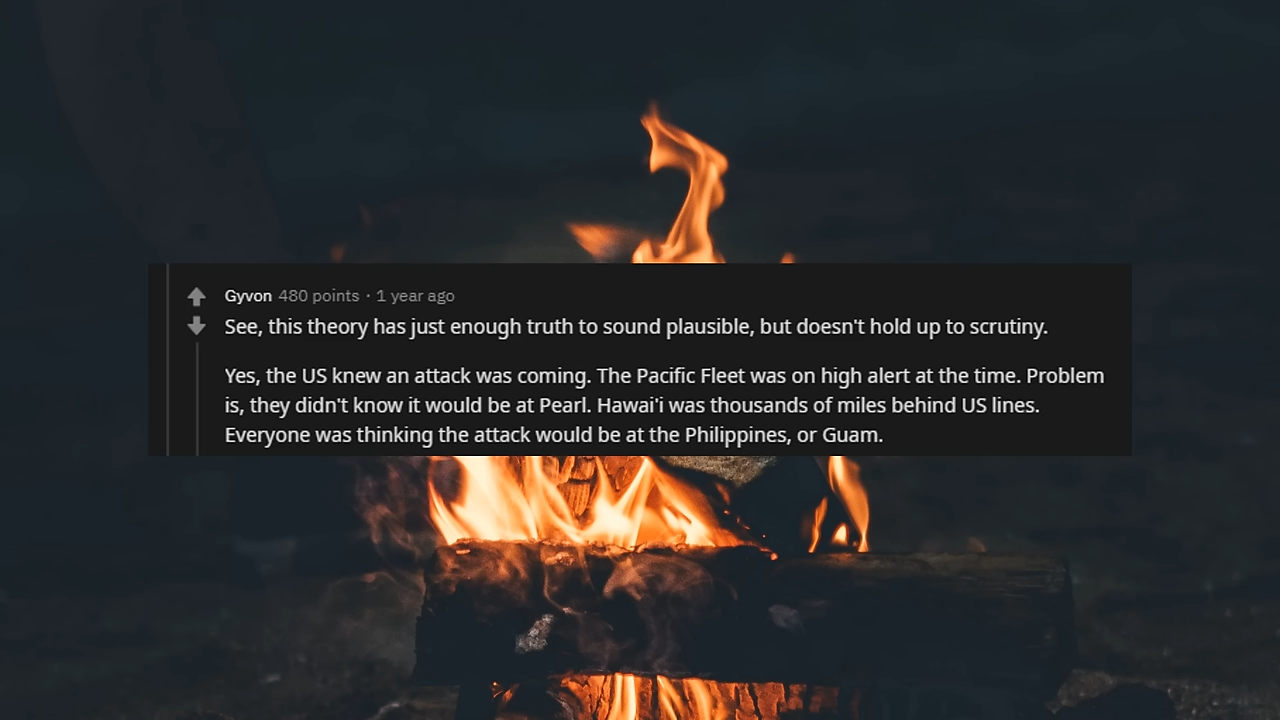 Gyvon 480 points · 1 year ago
See, this theory has just enough truth to sound plausible, but doesn't hold up to scrutiny.
Yes, the US knew an attack was coming. The Pacific Fleet was on high alert at the time. Problem
is, they didn't know it would be at Pearl. Hawai'i was thousands of miles behind US lines.
Everyone was thinking the attack would be at the Philippines, or Guam.